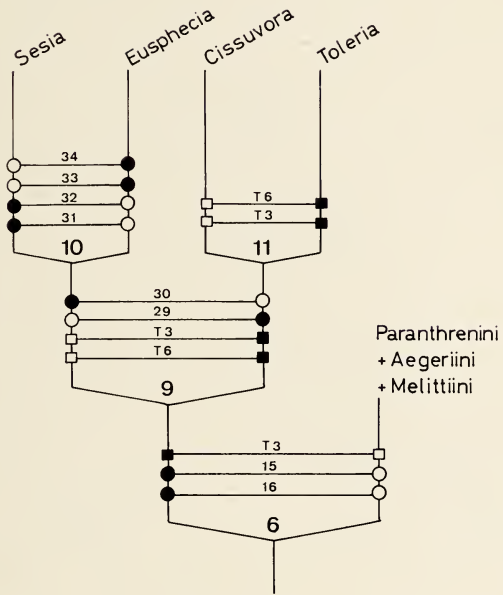 Sesia Eusphecia Cissuvora Toleria
34
33
32
31
10
T6
T3
11
30
29
T3
T6
9
Paranthrenini
+ Aegeriini
+ Melittiini
T3
15
16
6